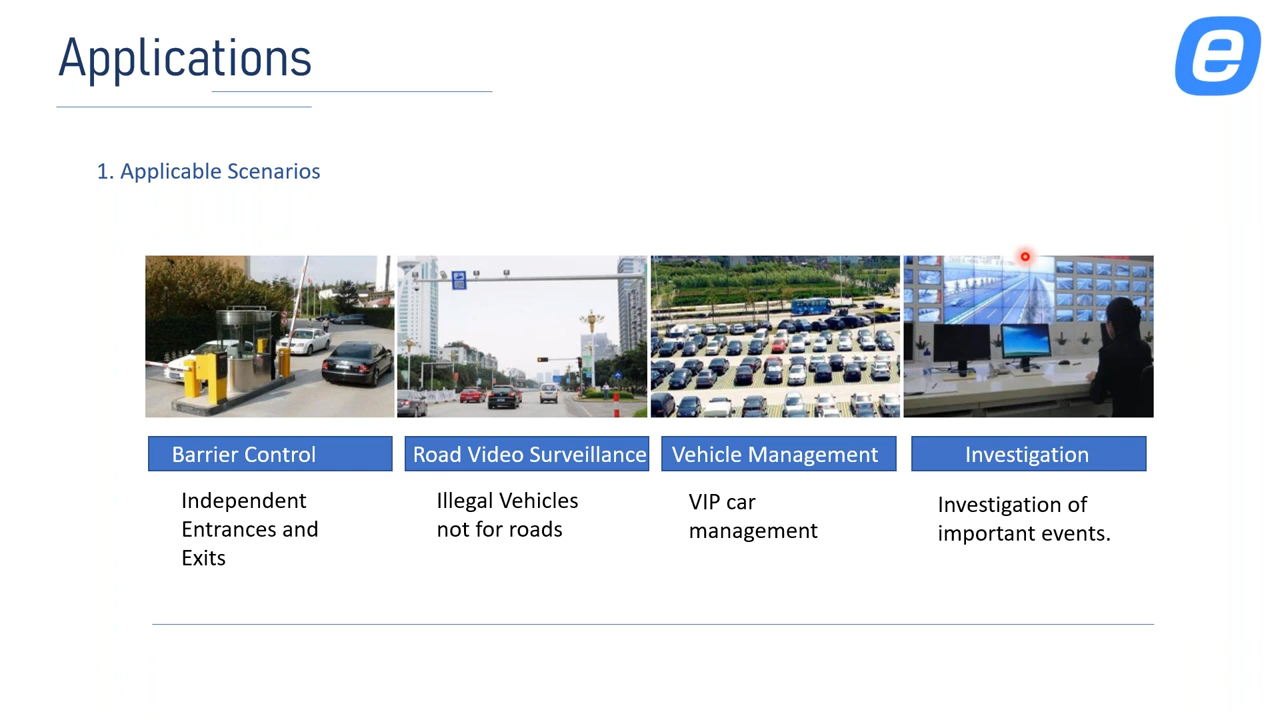 Applications
1. Applicable Scenarios
Barrier Control
Road Video Surveillance
Vehicle Management
Investigation
Independent
Entrances and
Exits
Illegal Vehicles
not for roads
VIP car
management
Investigation of
important events.